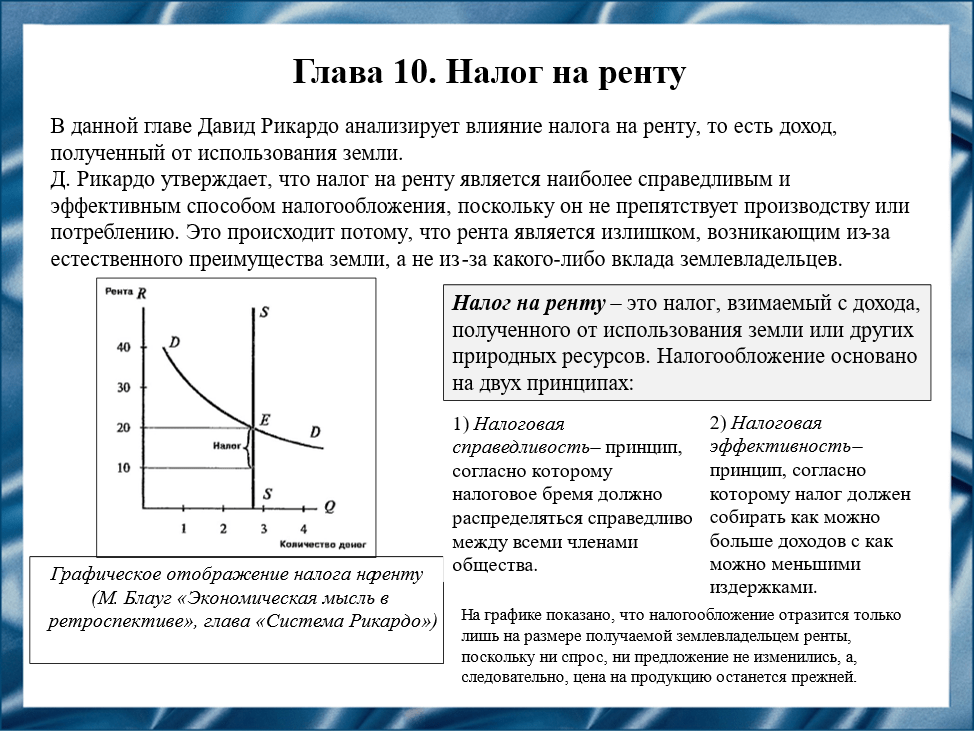 Глава 10. Налог на ренту
В данной главе Давид Рикардо анализирует влияние налога на ренту, то есть доход,
полученный от использования земли.
Д. Рикардо утверждает, что налог на ренту является наиболее справедливым и
эффективным способом налогообложения, поскольку он не препятствует производству или
потреблению. Это происходит потому, что рента является излишком, возникающим из-за
естественного преимущества земли, а не из-за какого-либо вклада землевладельцев.
Рента R
S
40
D
30
20
E
D
Налог
10
S
Q
1 2 3 4
Количество денег
Графическое отображение налога наренту
(М. Блауг «Экономическая мысль в
ретроспективе», глава «Система Рикардо»)
Налог на ренту – это налог, взимаемый с дохода,
полученного от использования земли или других
природных ресурсов. Налогообложение основано
на двух принципах:
1) Налоговая
справедливость– принцип,
согласно которому
налоговое бремя должно
распределяться справедливо
между всеми членами
общества.
2) Налоговая
эффективность–
принцип, согласно
которому налог должен
собирать как можно
больше доходов с как
можно меньшими
издержками.
На графике показано, что налогообложение отразится только
лишь на размере получаемой землевладельцем ренты,
поскольку ни спрос, ни предложение не изменились, а,
следовательно, цена на продукцию останется прежней.